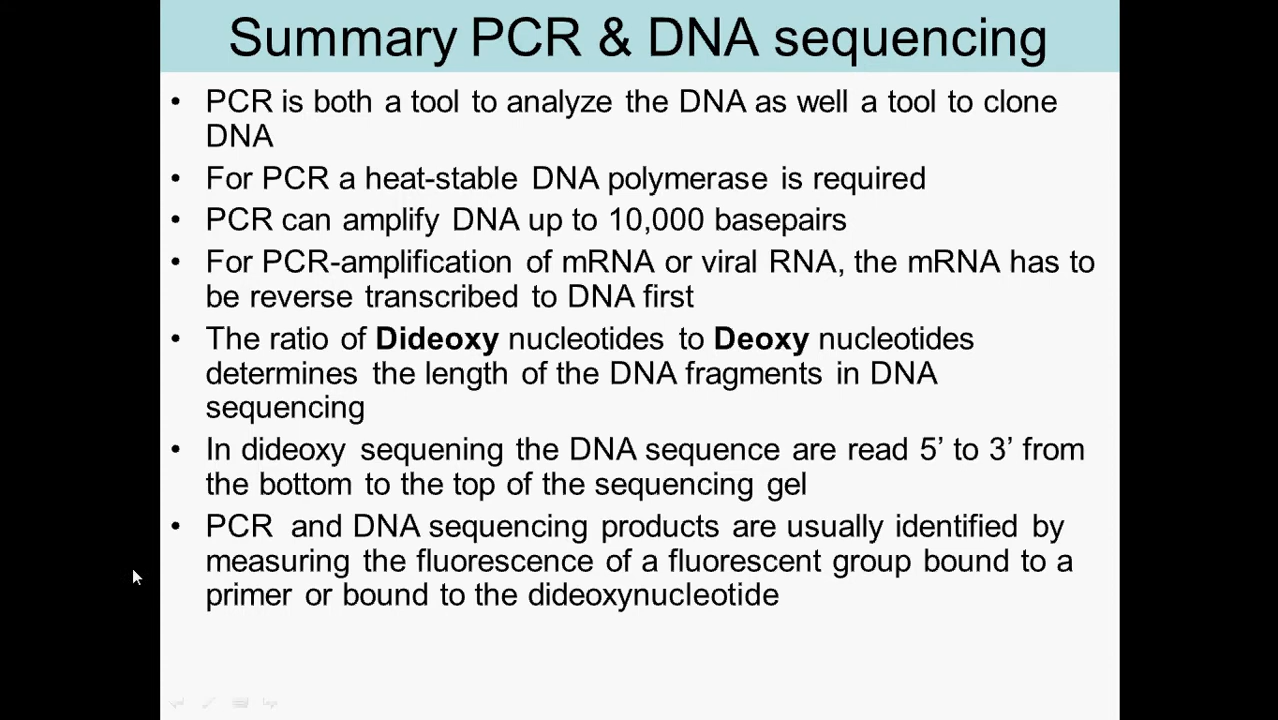 Summary PCR & DNA sequencing
• PCR is both a tool to analyze the DNA as well a tool to clone
DNA
• For PCR a heat-stable DNA polymerase is required
• PCR can amplify DNA up to 10,000 basepairs
• For PCR-amplification of mRNA or viral RNA, the mRNA has to
be reverse transcribed to DNA first
• The ratio of Dideoxy nucleotides to Deoxy nucleotides
determines the length of the DNA fragments in DNA
sequencing
• In dideoxy sequening the DNA sequence are read 5’ to 3’ from
the bottom to the top of the sequencing gel
• PCR and DNA sequencing products are usually identified by
measuring the fluorescence of a fluorescent group bound to a
primer or bound to the dideoxynucleotide